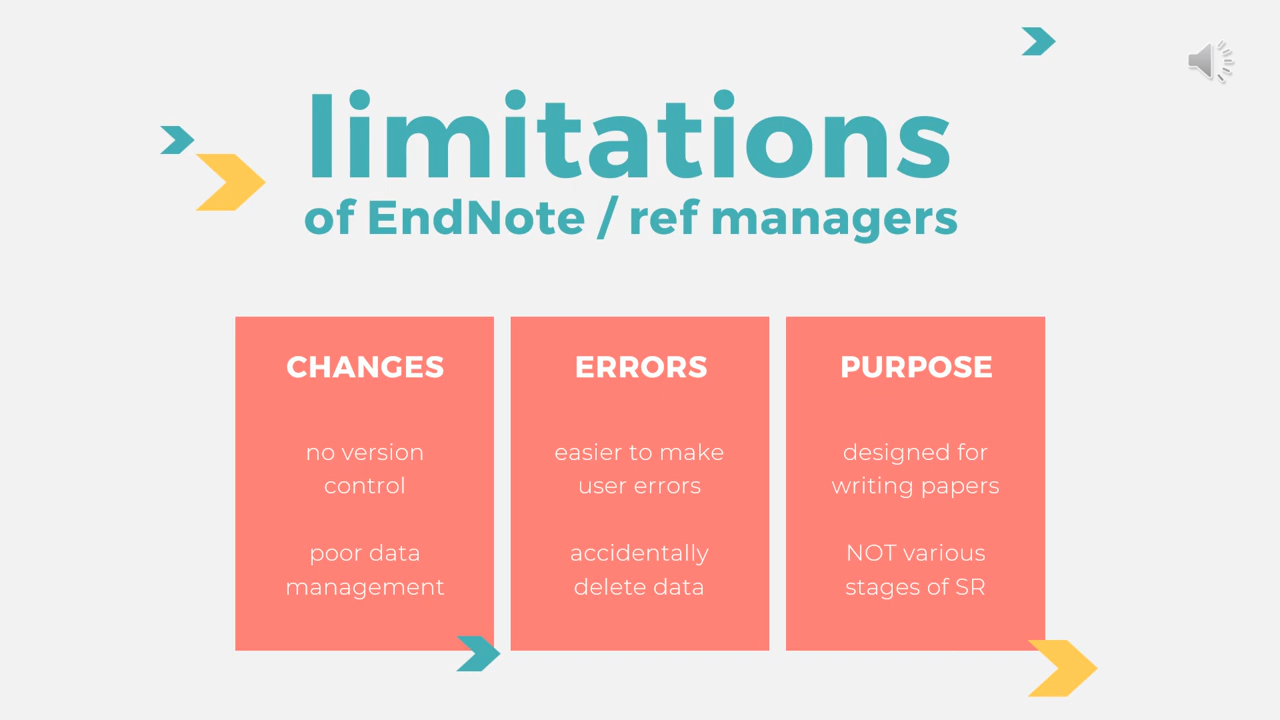 limitations
of EndNote / ref managers
CHANGES
no version
control
poor data
management
ERRORS
easier to make
user errors
accidentally
delete data
PURPOSE
designed for
writing papers
NOT various
stages of SR